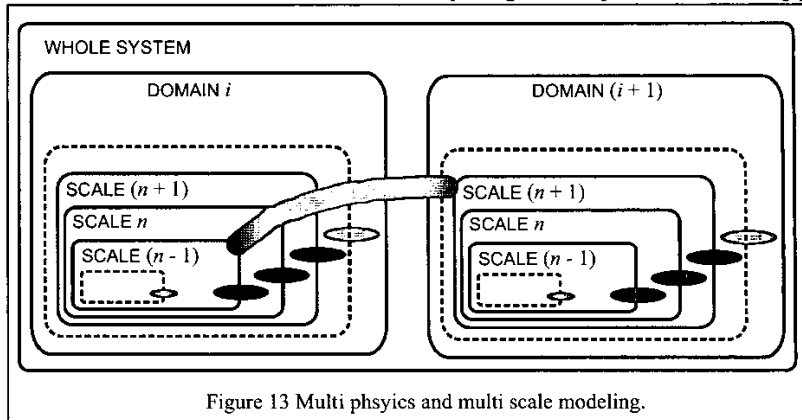 WHOLE SYSTEM
DOMAIN i
DOMAIN (i + 1)
SCALE (n + 1)
SCALE n
SCALE (n - 1)
SCALE (n + 1)
SCALE n
SCALE (n - 1)
Figure 13 Multi phsyics and multi scale modeling.